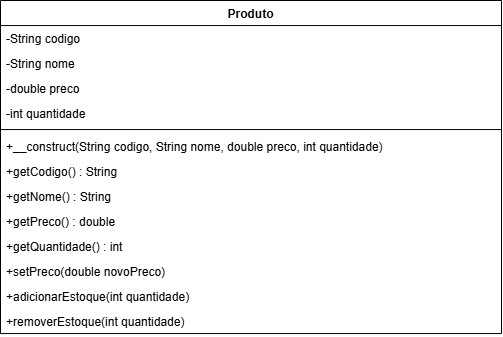 Produto
-String codigo
-String nome
-double preco
-int quantidade
+__construct(String codigo, String nome, double preco, int quantidade)
+getCodigo() : String
+getNome() : String
+getPreco() : double
+getQuantidade() : int
+setPreco(double novoPreco)
+adicionarEstoque(int quantidade)
+removerEstoque(int quantidade)